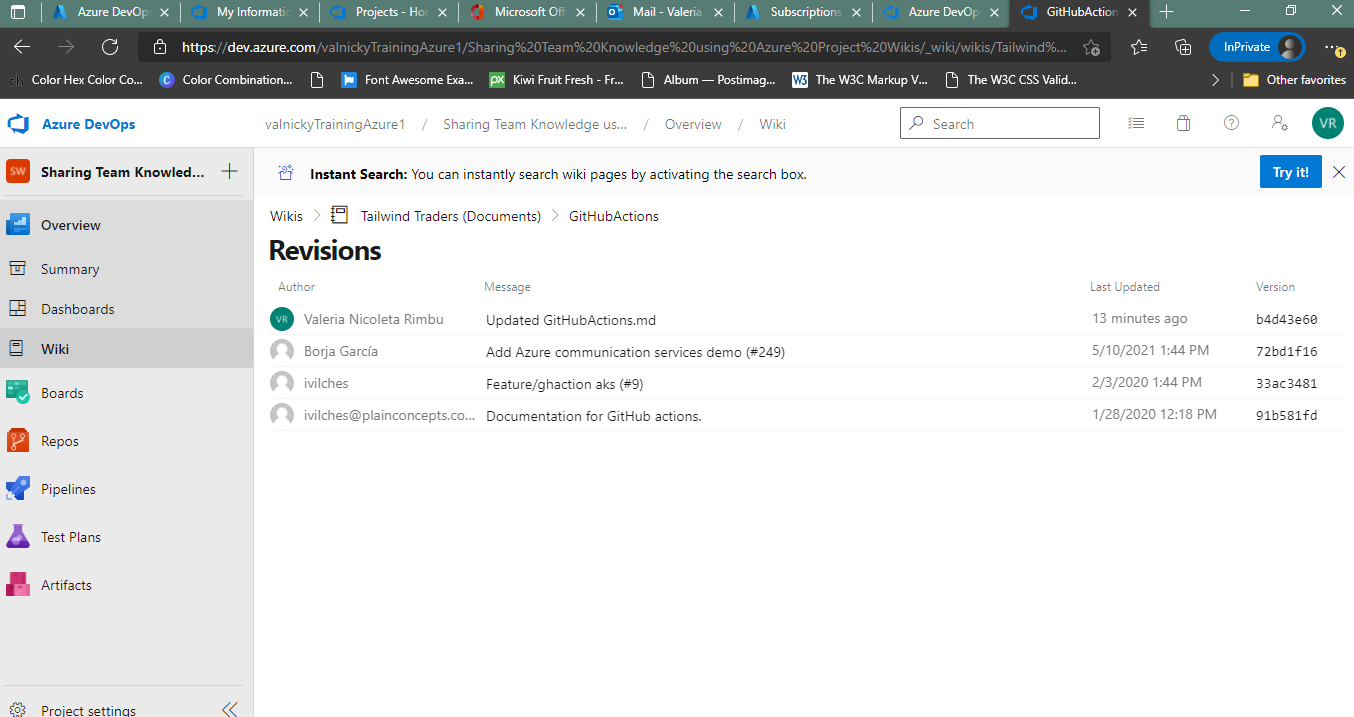 Azure DevOp
My Informatic
Projects - Hor
Microsoft Offi
Mail - Valeria
Subscriptions
Azure DevOp
GitHubAction
https://dev.azure.com/valnickyTrainingAzure1/Sharing%20Team%20Knowledge%20using%20Azure%20Project%20Wikis/_wiki/wikis/Tailwind%...
InPrivate
Color Hex Color Co...
Color Combination...
Font Awesome Exa...
Kiwi Fruit Fresh - Fr...
Album — Postimag...
The W3C Markup V...
The W3C CSS Valid...
Other favorites
Azure DevOps
valnickyTrainingAzure1 / Sharing Team Knowledge us... / Overview / Wiki
Search
VR
SW Sharing Team Knowled...
Instant Search: You can instantly search wiki pages by activating the search box.
Try it!
Overview
Summary
Dashboards
Wiki
Boards
Repos
Pipelines
Test Plans
Artifacts
Project settings
Wikis
Tailwind Traders (Documents)
GitHubActions
Revisions
Author Message Last Updated Version
VR Valeria Nicoleta Rimbu Updated GitHubActions.md 13 minutes ago b4d43e60
Borja García Add Azure communication services demo (#249) 5/10/2021 1:44 PM 72bd1f16
ivilches Feature/ghaction aks (#9) 2/3/2020 1:44 PM 33ac3481
ivilches@plainconcepts.co... Documentation for GitHub actions. 1/28/2020 12:18 PM 91b581fd